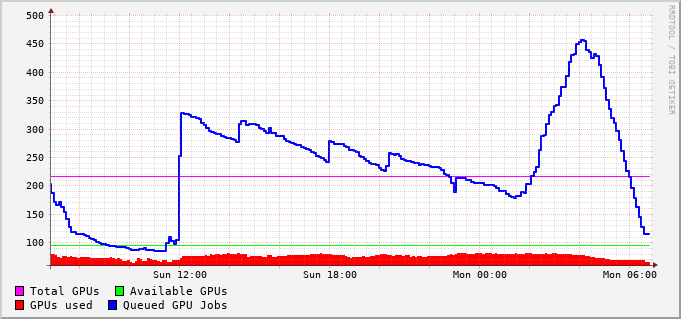 500
450
400
350
300
250
200
150
100
Sun 12:00 Sun 18:00 Mon 00:00 Mon 06:00
Total GPUs Available GPUs
GPUs used Queued GPU Jobs
RRDTOOL / TOBI OETIKER